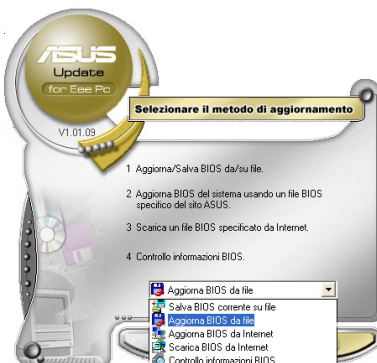 ASUS
Update
for Eee Pc
V1.01.09
Selezionare il metodo di aggiornamento
1 Aggiorna/Salva BIOS da/su file.
2 Aggiorna BIOS del sistema usando un file BIOS
specifico del sito ASUS.
3 Scarica un file BIOS specificato da Internet.
4 Controllo informazioni BIOS.
Aggiorna BIOS da file
Salva BIOS corrente su file
Aggiorna BIOS da file
Aggiorna BIOS da Internet
Scarica BIOS da Internet
Controllo informazioni BIOS